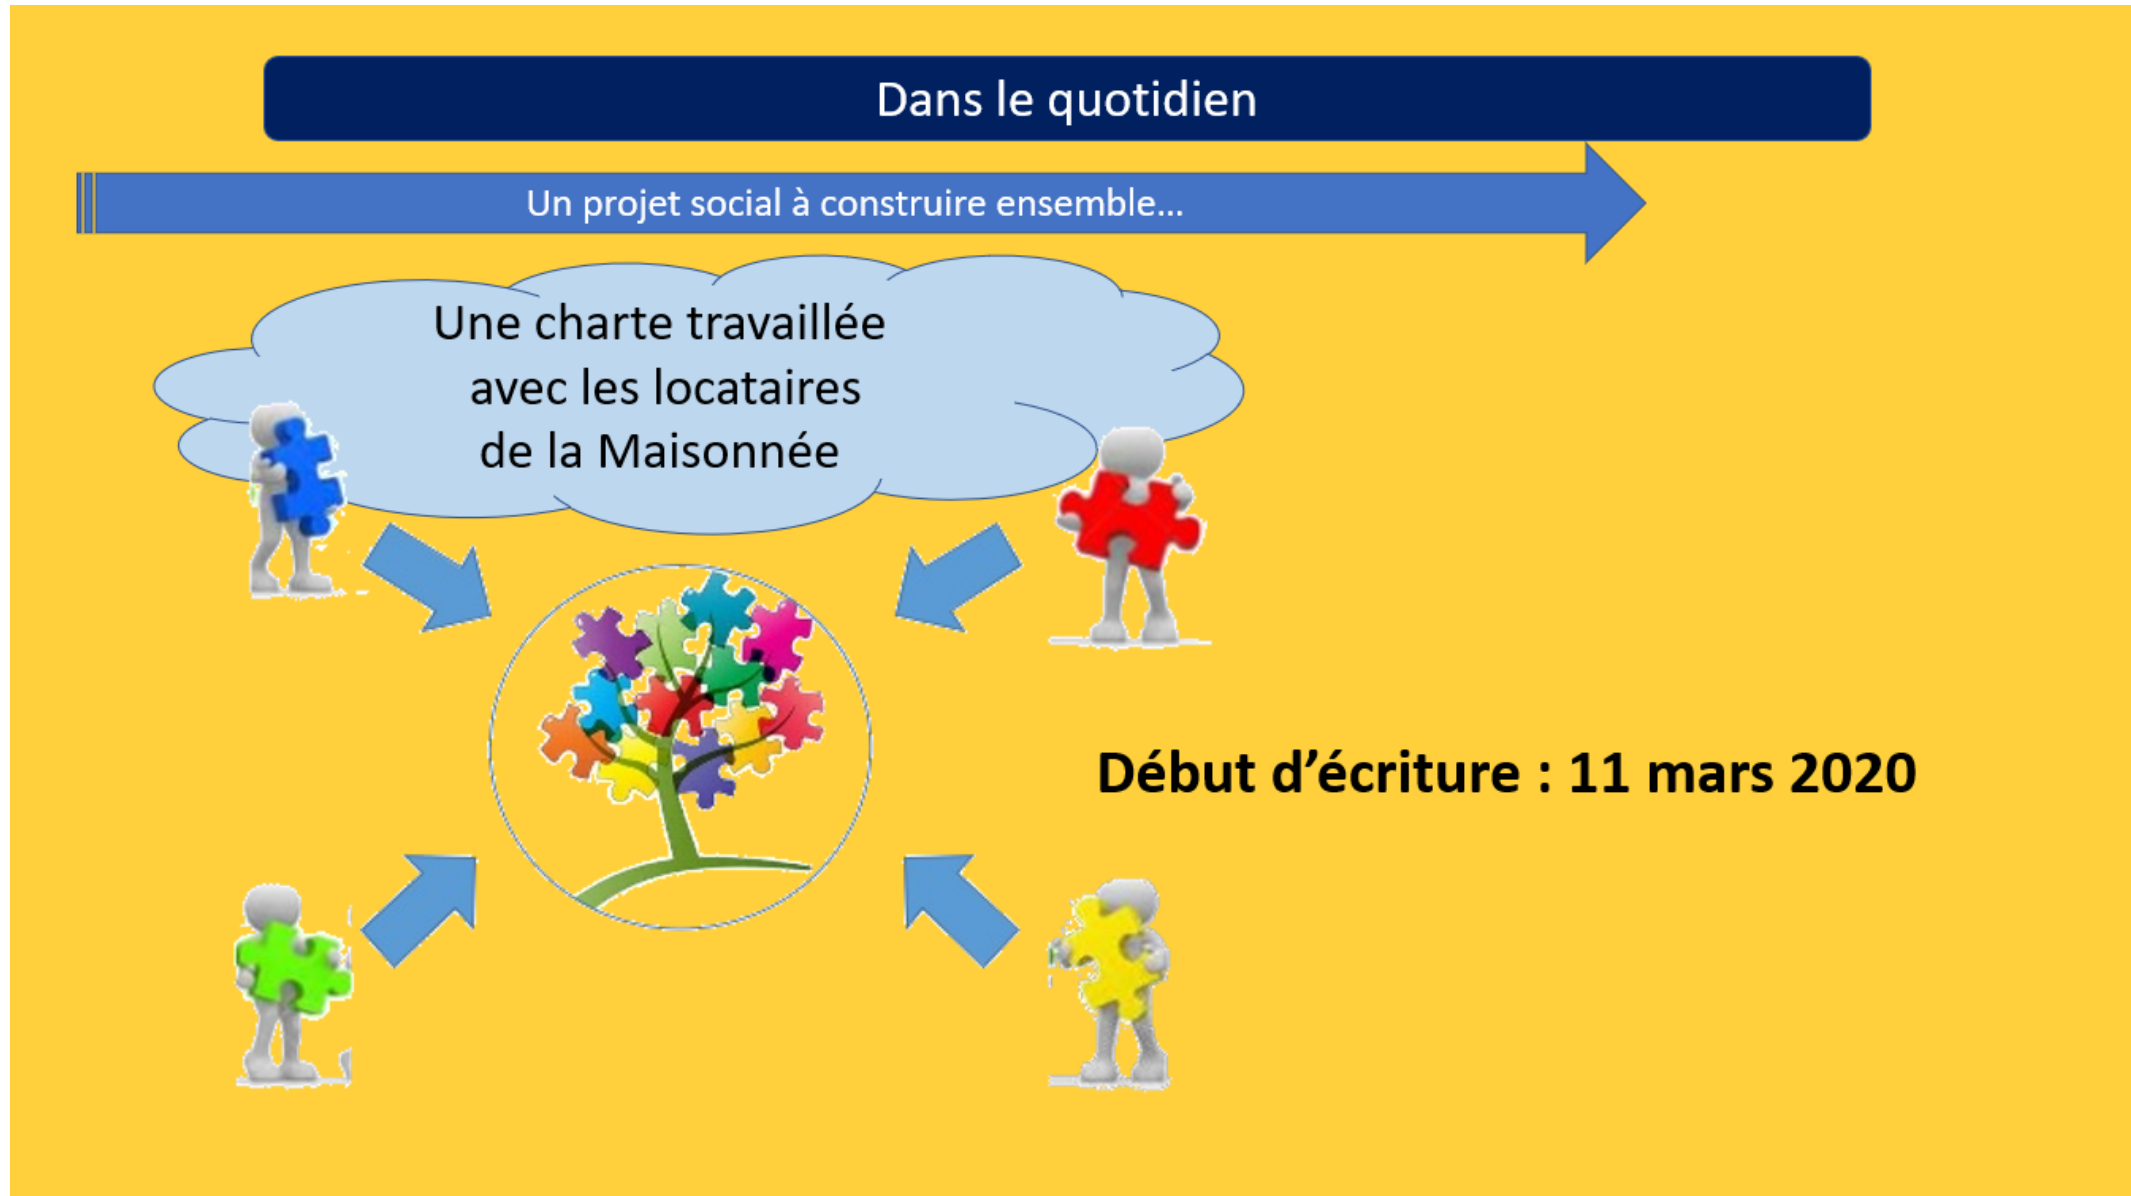 Dans le quotidien
Un projet social à construire ensemble...
Une charte travaillée
avec les locataires
de la Maisonnée
Début d’écriture : 11 mars 2020